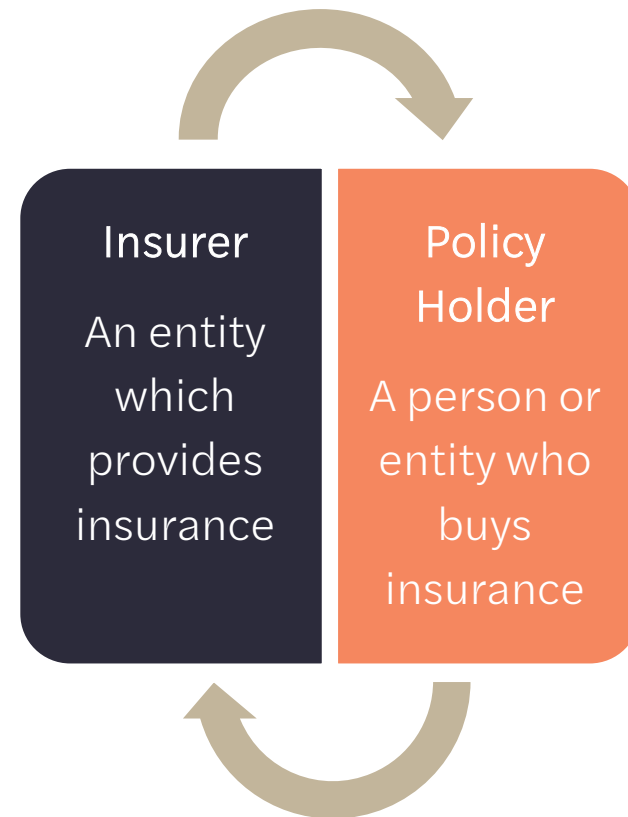 Insurer
An entity
which
provides
insurance
Policy
Holder
A person or
entity who
buys
insurance